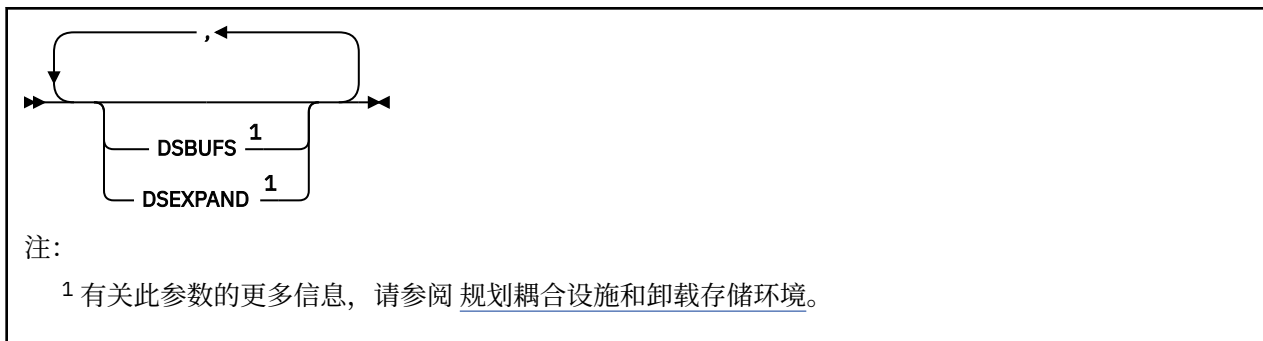 ,
DSBUFS 1
DSEXPAND 1
注：
1 有关此参数的更多信息，请参阅 规划耦合设施和卸载存储环境。